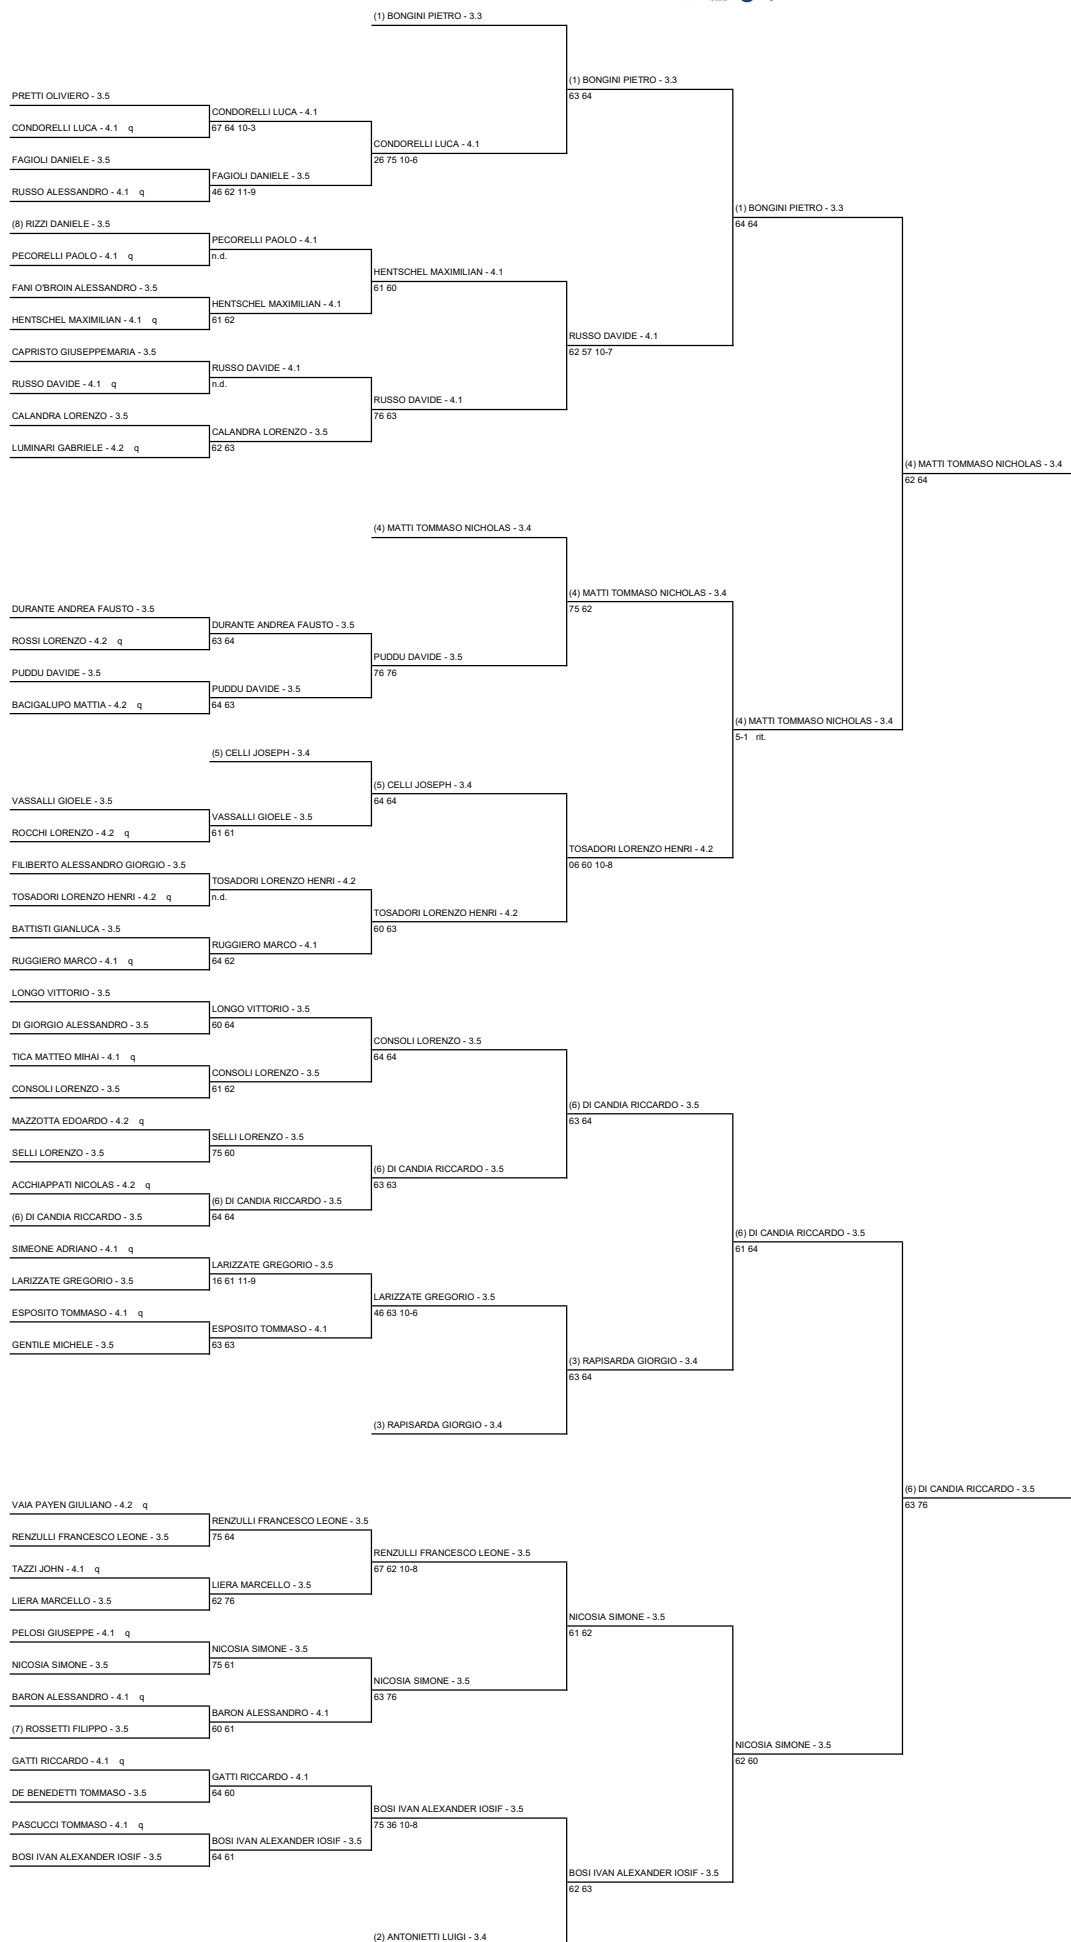 (1) BONGINI PIETRO - 3.3
(1) BONGINI PIETRO - 3.3
63 64
PRETTI OLIVIERO - 3.5
CONDORELLI LUCA - 4.1
67 64 10-3
CONDORELLI LUCA - 4.1 q
CONDORELLI LUCA - 4.1
26 75 10-6
FAGIOLI DANIELE - 3.5
FAGIOLI DANIELE - 3.5
46 62 11-9
RUSSO ALESSANDRO - 4.1 q
(1) BONGINI PIETRO - 3.3
64 64
(8) RIZZI DANIELE - 3.5
PECORELLI PAOLO - 4.1
n.d.
PECORELLI PAOLO - 4.1 q
HENTSCHEL MAXIMILIAN - 4.1
61 60
FANI O'BROIN ALESSANDRO - 3.5
HENTSCHEL MAXIMILIAN - 4.1
61 62
HENTSCHEL MAXIMILIAN - 4.1 q
RUSSO DAVIDE - 4.1
62 57 10-7
CAPRISTO GIUSEPPEMARIA - 3.5
RUSSO DAVIDE - 4.1
n.d.
RUSSO DAVIDE - 4.1 q
RUSSO DAVIDE - 4.1
76 63
CALANDRA LORENZO - 3.5
CALANDRA LORENZO - 3.5
62 63
LUMINARI GABRIELE - 4.2 q
(4) MATTI TOMMASO NICHOLAS - 3.4
62 64
(4) MATTI TOMMASO NICHOLAS - 3.4
(4) MATTI TOMMASO NICHOLAS - 3.4
75 62
DURANTE ANDREA FAUSTO - 3.5
DURANTE ANDREA FAUSTO - 3.5
63 64
ROSSI LORENZO - 4.2 q
PUDDU DAVIDE - 3.5
76 76
PUDDU DAVIDE - 3.5
PUDDU DAVIDE - 3.5
64 63
BACIGALUPO MATTIA - 4.2 q
(4) MATTI TOMMASO NICHOLAS - 3.4
5-1 rit.
(5) CELLI JOSEPH - 3.4
(5) CELLI JOSEPH - 3.4
64 64
VASSALLI GIOELE - 3.5
VASSALLI GIOELE - 3.5
61 61
ROCCHI LORENZO - 4.2 q
TOSADORI LORENZO HENRI - 4.2
06 60 10-8
FILIBERTO ALESSANDRO GIORGIO - 3.5
TOSADORI LORENZO HENRI - 4.2
n.d.
TOSADORI LORENZO HENRI - 4.2 q
TOSADORI LORENZO HENRI - 4.2
60 63
BATTISTI GIANLUCA - 3.5
RUGGIERO MARCO - 4.1
64 62
RUGGIERO MARCO - 4.1 q
LONGO VITTORIO - 3.5
LONGO VITTORIO - 3.5
60 64
DI GIORGIO ALESSANDRO - 3.5
CONSOLI LORENZO - 3.5
64 64
TICA MATTEO MIHAI - 4.1 q
CONSOLI LORENZO - 3.5
61 62
CONSOLI LORENZO - 3.5
(6) DI CANDIA RICCARDO - 3.5
63 64
MAZZOTTA EDOARDO - 4.2 q
SELLI LORENZO - 3.5
75 60
SELLI LORENZO - 3.5
(6) DI CANDIA RICCARDO - 3.5
63 63
ACCHIAPPATI NICOLAS - 4.2 q
(6) DI CANDIA RICCARDO - 3.5
64 64
(6) DI CANDIA RICCARDO - 3.5
(6) DI CANDIA RICCARDO - 3.5
61 64
SIMEONE ADRIANO - 4.1 q
LARIZZATE GREGORIO - 3.5
16 61 11-9
LARIZZATE GREGORIO - 3.5
LARIZZATE GREGORIO - 3.5
46 63 10-6
ESPOSITO TOMMASO - 4.1 q
ESPOSITO TOMMASO - 4.1
63 63
GENTILE MICHELE - 3.5
(3) RAPISARDA GIORGIO - 3.4
63 64
(3) RAPISARDA GIORGIO - 3.4
(6) DI CANDIA RICCARDO - 3.5
63 76
VAIA PAYEN GIULIANO - 4.2 q
RENZULLI FRANCESCO LEONE - 3.5
75 64
RENZULLI FRANCESCO LEONE - 3.5
RENZULLI FRANCESCO LEONE - 3.5
67 62 10-8
TAZZI JOHN - 4.1 q
LIERA MARCELLO - 3.5
62 76
LIERA MARCELLO - 3.5
NICOSIA SIMONE - 3.5
61 62
PELOSI GIUSEPPE - 4.1 q
NICOSIA SIMONE - 3.5
75 61
NICOSIA SIMONE - 3.5
NICOSIA SIMONE - 3.5
63 76
BARON ALESSANDRO - 4.1 q
BARON ALESSANDRO - 4.1
60 61
(7) ROSSETTI FILIPPO - 3.5
NICOSIA SIMONE - 3.5
62 60
GATTI RICCARDO - 4.1 q
GATTI RICCARDO - 4.1
64 60
DE BENEDETTI TOMMASO - 3.5
BOSI IVAN ALEXANDER IOSIF - 3.5
75 36 10-8
PASCUCCI TOMMASO - 4.1 q
BOSI IVAN ALEXANDER IOSIF - 3.5
64 61
BOSI IVAN ALEXANDER IOSIF - 3.5
BOSI IVAN ALEXANDER IOSIF - 3.5
62 63
(2) ANTONIETTI LUIGI - 3.4